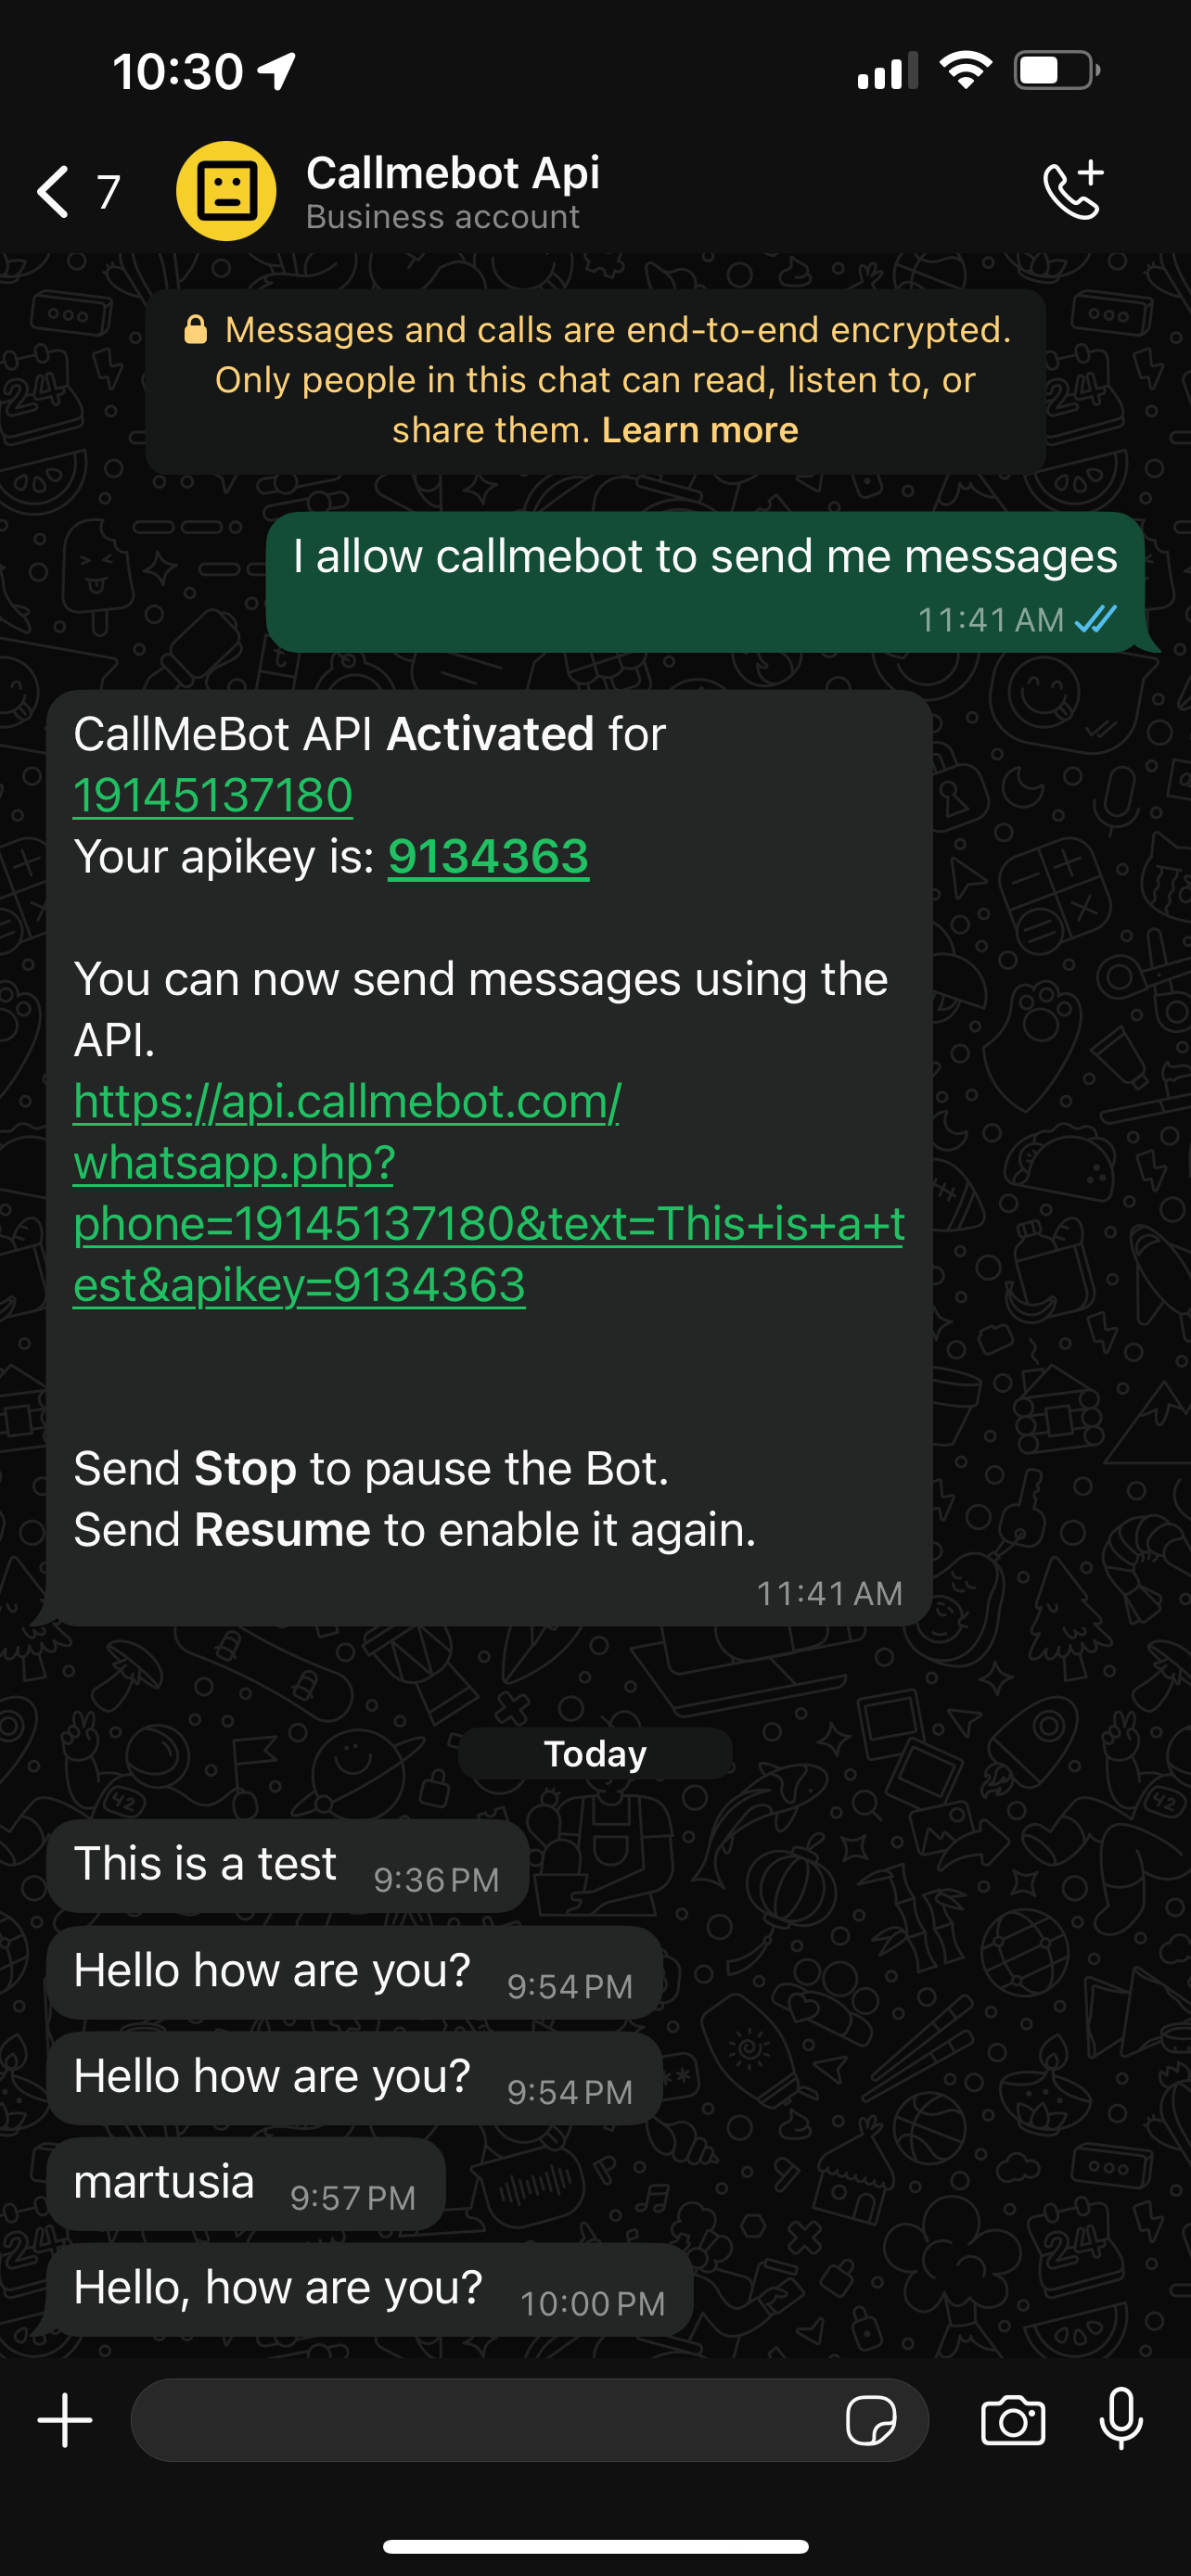 10:30
7
Callmebot Api
Business account
Messages and calls are end-to-end encrypted.
Only people in this chat can read, listen to, or
share them. Learn more
I allow callmebot to send me messages
11:41 AM
CallMeBot API Activated for
19145137180
Your apikey is: 9134363
You can now send messages using the
API.
https://api.callmebot.com/
whatsapp.php?
phone=19145137180&text=This+is+a+t
est&apikey=9134363
Send Stop to pause the Bot.
Send Resume to enable it again.
11:41 AM
Today
This is a test 9:36 PM
Hello how are you? 9:54 PM
Hello how are you? 9:54 PM
martusia 9:57 PM
Hello, how are you? 10:00 PM